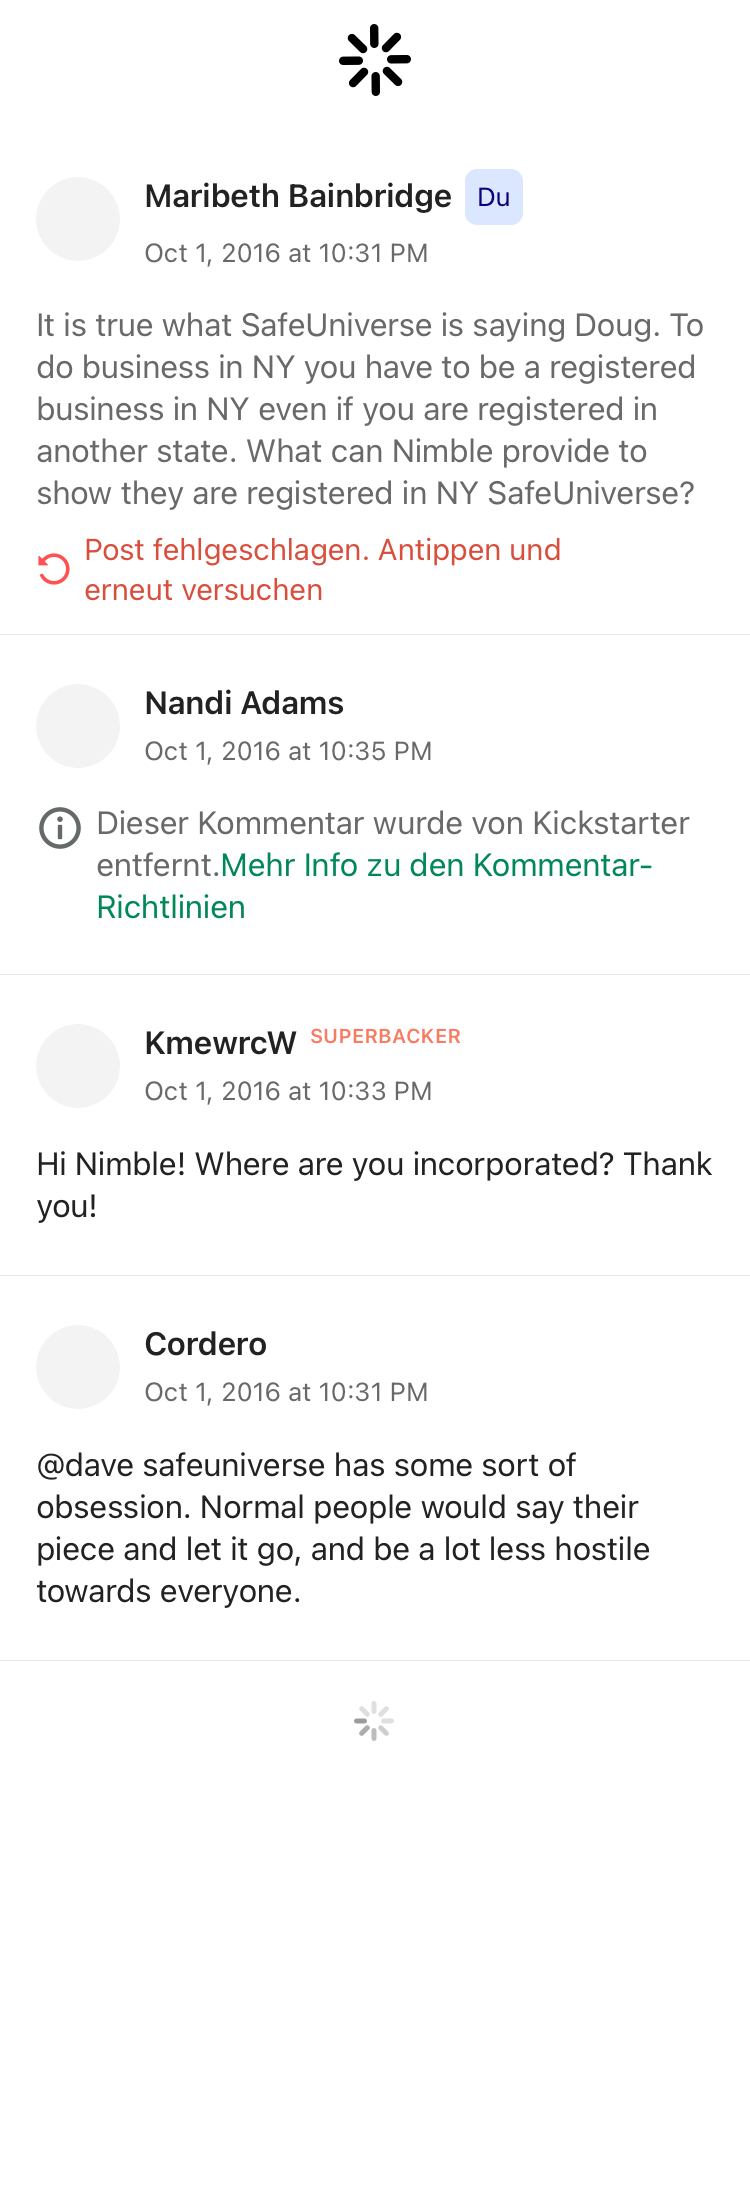 Maribeth Bainbridge Du
Oct 1, 2016 at 10:31 PM
It is true what SafeUniverse is saying Doug. To
do business in NY you have to be a registered
business in NY even if you are registered in
another state. What can Nimble provide to
show they are registered in NY SafeUniverse?
Post fehlgeschlagen. Antippen und
erneut versuchen
Nandi Adams
Oct 1, 2016 at 10:35 PM
Dieser Kommentar wurde von Kickstarter
entfernt.Mehr Info zu den Kommentar-
Richtlinien
KmewrcW SUPERBACKER
Oct 1, 2016 at 10:33 PM
Hi Nimble! Where are you incorporated? Thank
you!
Cordero
Oct 1, 2016 at 10:31 PM
@dave safeuniverse has some sort of
obsession. Normal people would say their
piece and let it go, and be a lot less hostile
towards everyone.